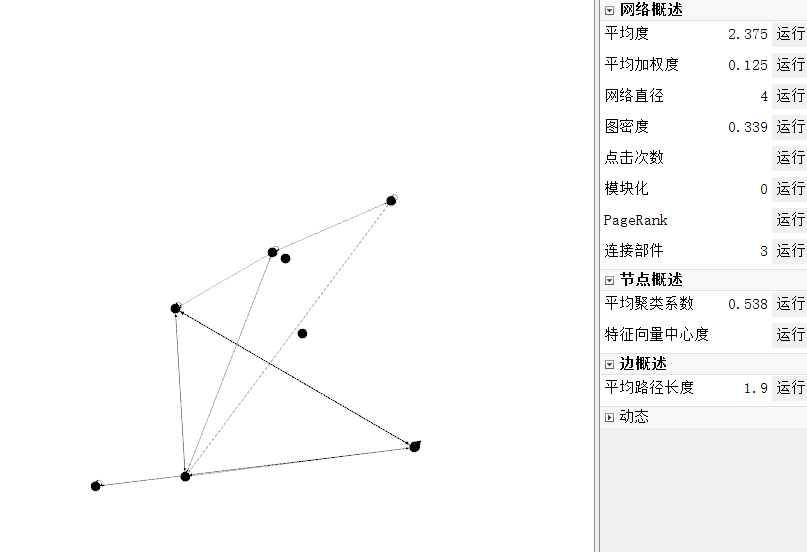 网络概述
平均度 2.375 运行
平均加权度 0.125 运行
网络直径 4 运行
图密度 0.339 运行
点击次数 运行
模块化 0 运行
PageRank 运行
连接部件 3 运行
节点概述
平均聚类系数 0.538 运行
特征向量中心度 运行
边概述
平均路径长度 1.9 运行
动态